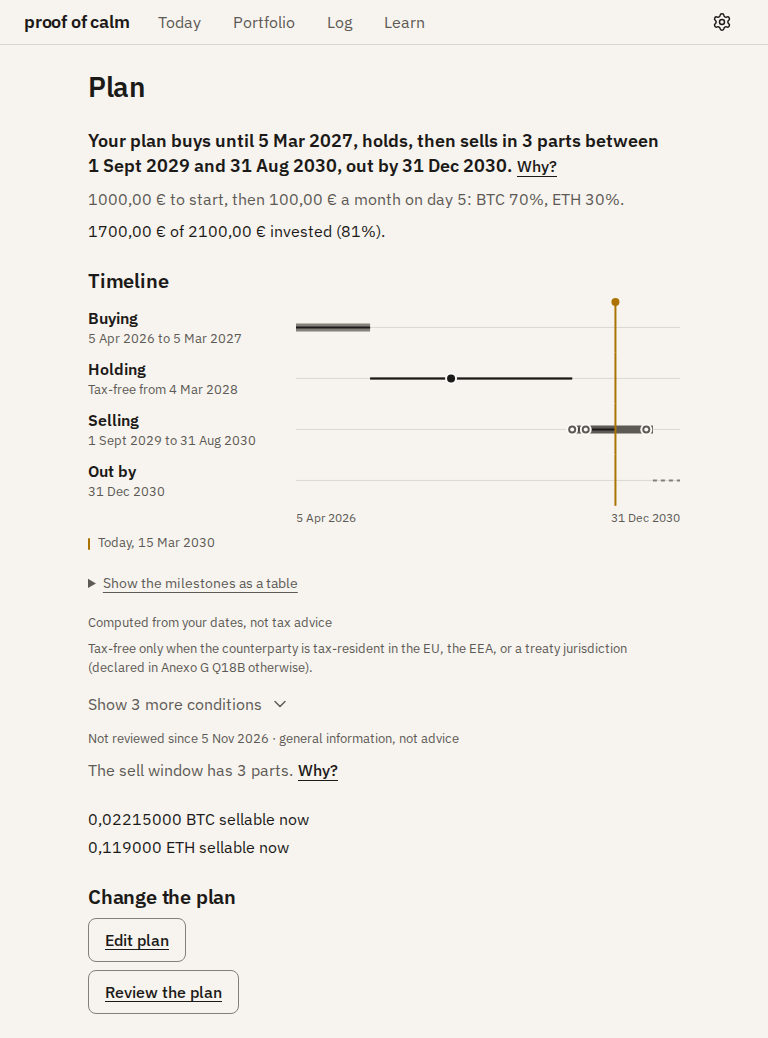 proof of calm Today Portfolio Log Learn
Plan
Your plan buys until 5 Mar 2027, holds, then sells in 3 parts between
1 Sept 2029 and 31 Aug 2030, out by 31 Dec 2030. Why?
1000,00 € to start, then 100,00 € a month on day 5: BTC 70%, ETH 30%.
1700,00 € of 2100,00 € invested (81%).
Timeline
Buying
5 Apr 2026 to 5 Mar 2027
Holding
Tax-free from 4 Mar 2028
Selling
1 Sept 2029 to 31 Aug 2030
Out by
31 Dec 2030
5 Apr 2026 31 Dec 2030
Today, 15 Mar 2030
Show the milestones as a table
Computed from your dates, not tax advice
Tax-free only when the counterparty is tax-resident in the EU, the EEA, or a treaty jurisdiction
(declared in Anexo G Q18B otherwise).
Show 3 more conditions
Not reviewed since 5 Nov 2026 · general information, not advice
The sell window has 3 parts. Why?
0,02215000 BTC sellable now
0,119000 ETH sellable now
Change the plan
Edit plan
Review the plan